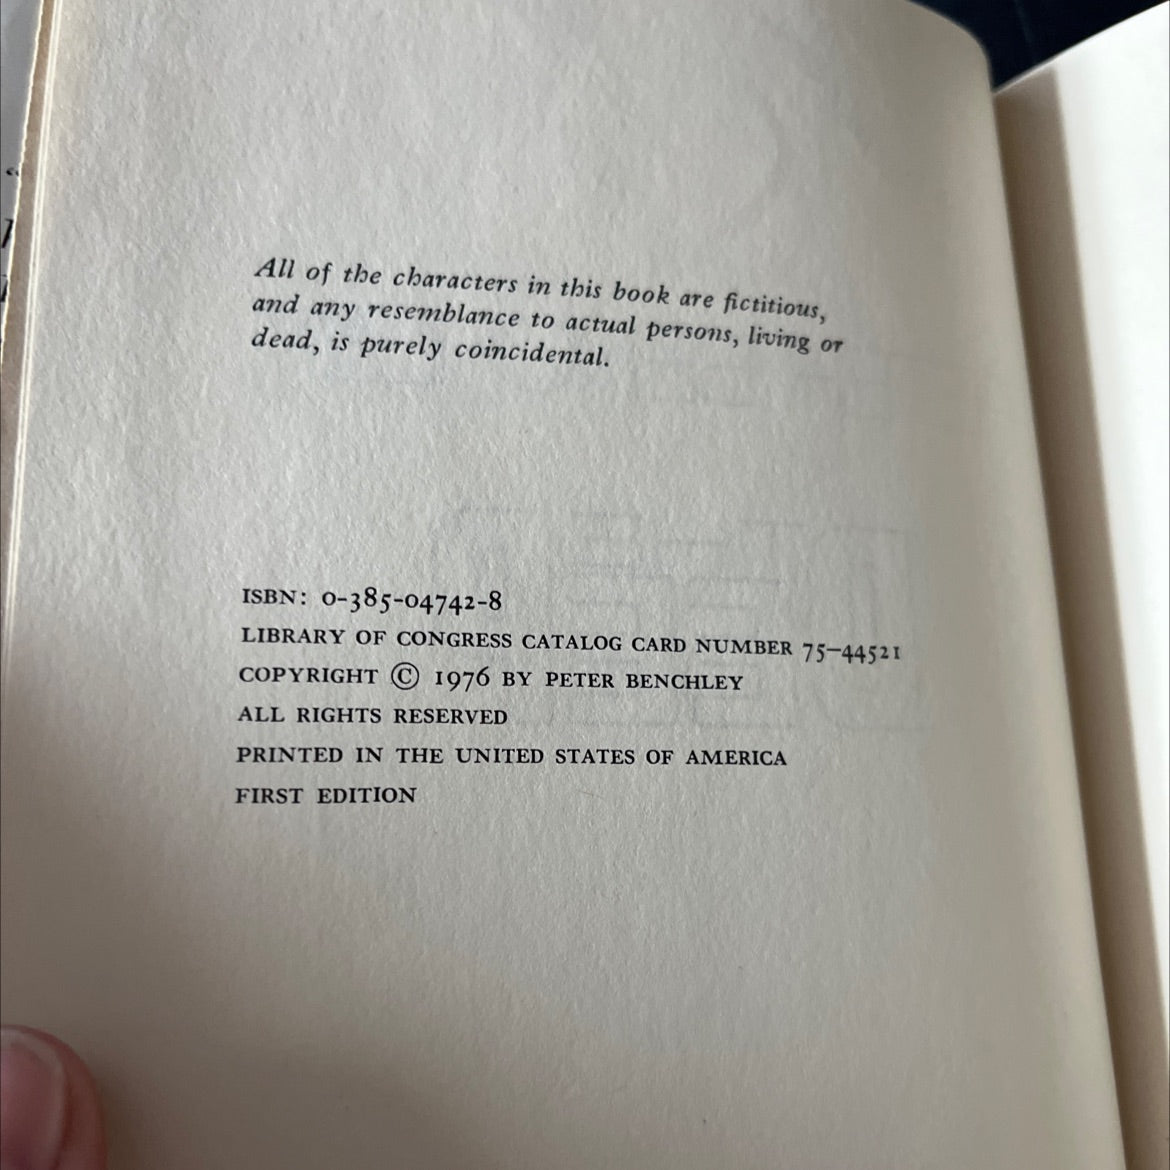 All of the characters in this book are fictitious,
and any resemblance to actual persons, living or
dead, is purely coincidental.
ISBN: 0-385-04742-8
LIBRARY OF CONGRESS CATALOG CARD NUMBER 75-44521
COPYRIGHT © 1976 BY PETER BENCHLEY
ALL RIGHTS RESERVED
PRINTED IN THE UNITED STATES OF AMERICA
FIRST EDITION